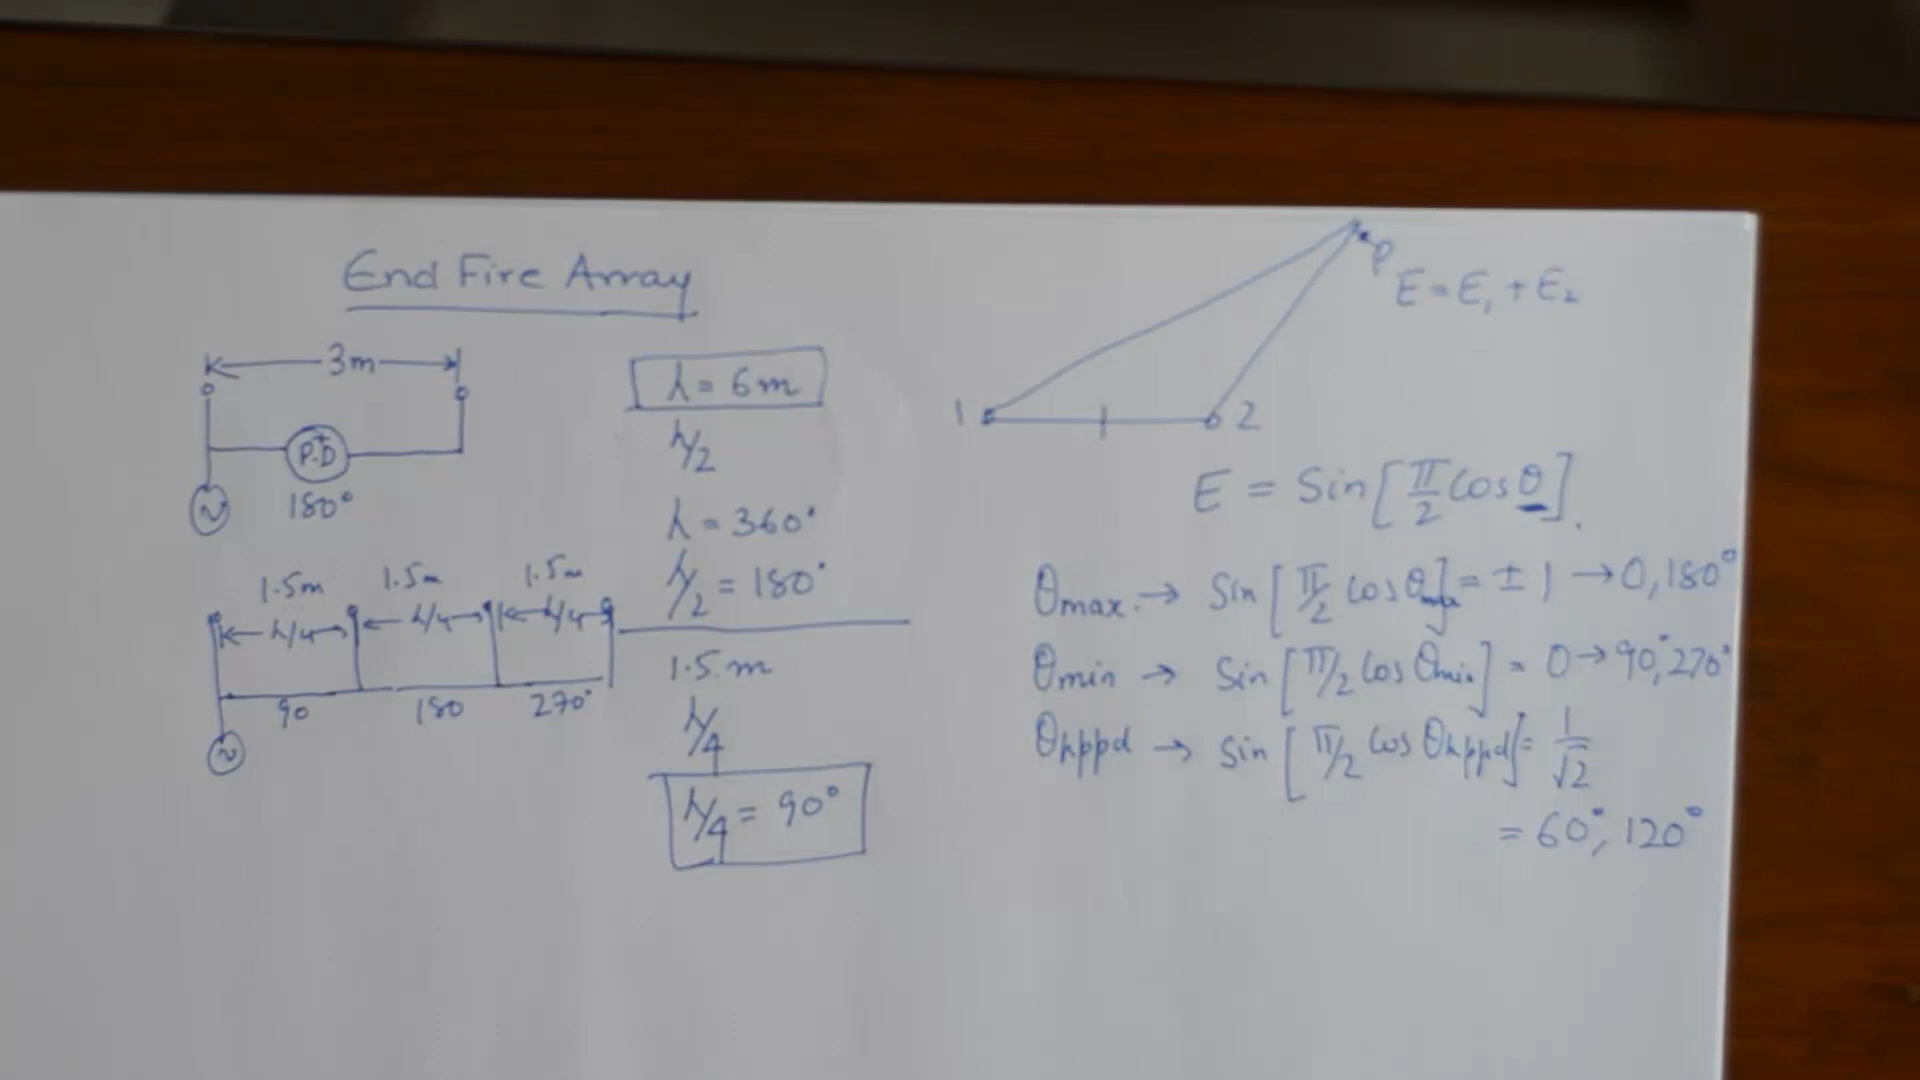 End Fire Array
3m
P.D
180°
~
1.5m 1.5m 1.5m
λ/4 λ/4 λ/4
90 180 270°
~
λ = 6m
λ/2
λ = 360°
λ/2 = 180°
1.5m
λ/4
λ/4 = 90°
P
E = E₁ + E₂
1 2
E = Sin[π/2 Cos θ].
θmax. → Sin[π/2 cos θmax] = ± 1 → 0, 180°
θmin → Sin[π/2 Cos θmin] = 0 → 90°, 270°
θhppd → Sin[π/2 Cos θhppd] = 1/√2
= 60°, 120°